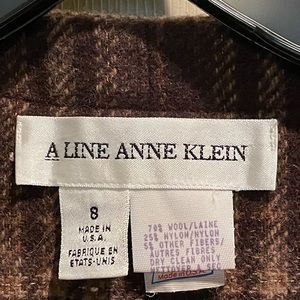 A LINE ANNE KLEIN
8
MADE IN
U.S.A.
FABRIQUE EN
ETATS-UNIS
70% WOOL/LAINE
25% NYLON/NYLON
5% OTHER FIBERS/
AUTRES FIBRES
DRY CLEAN ONLY